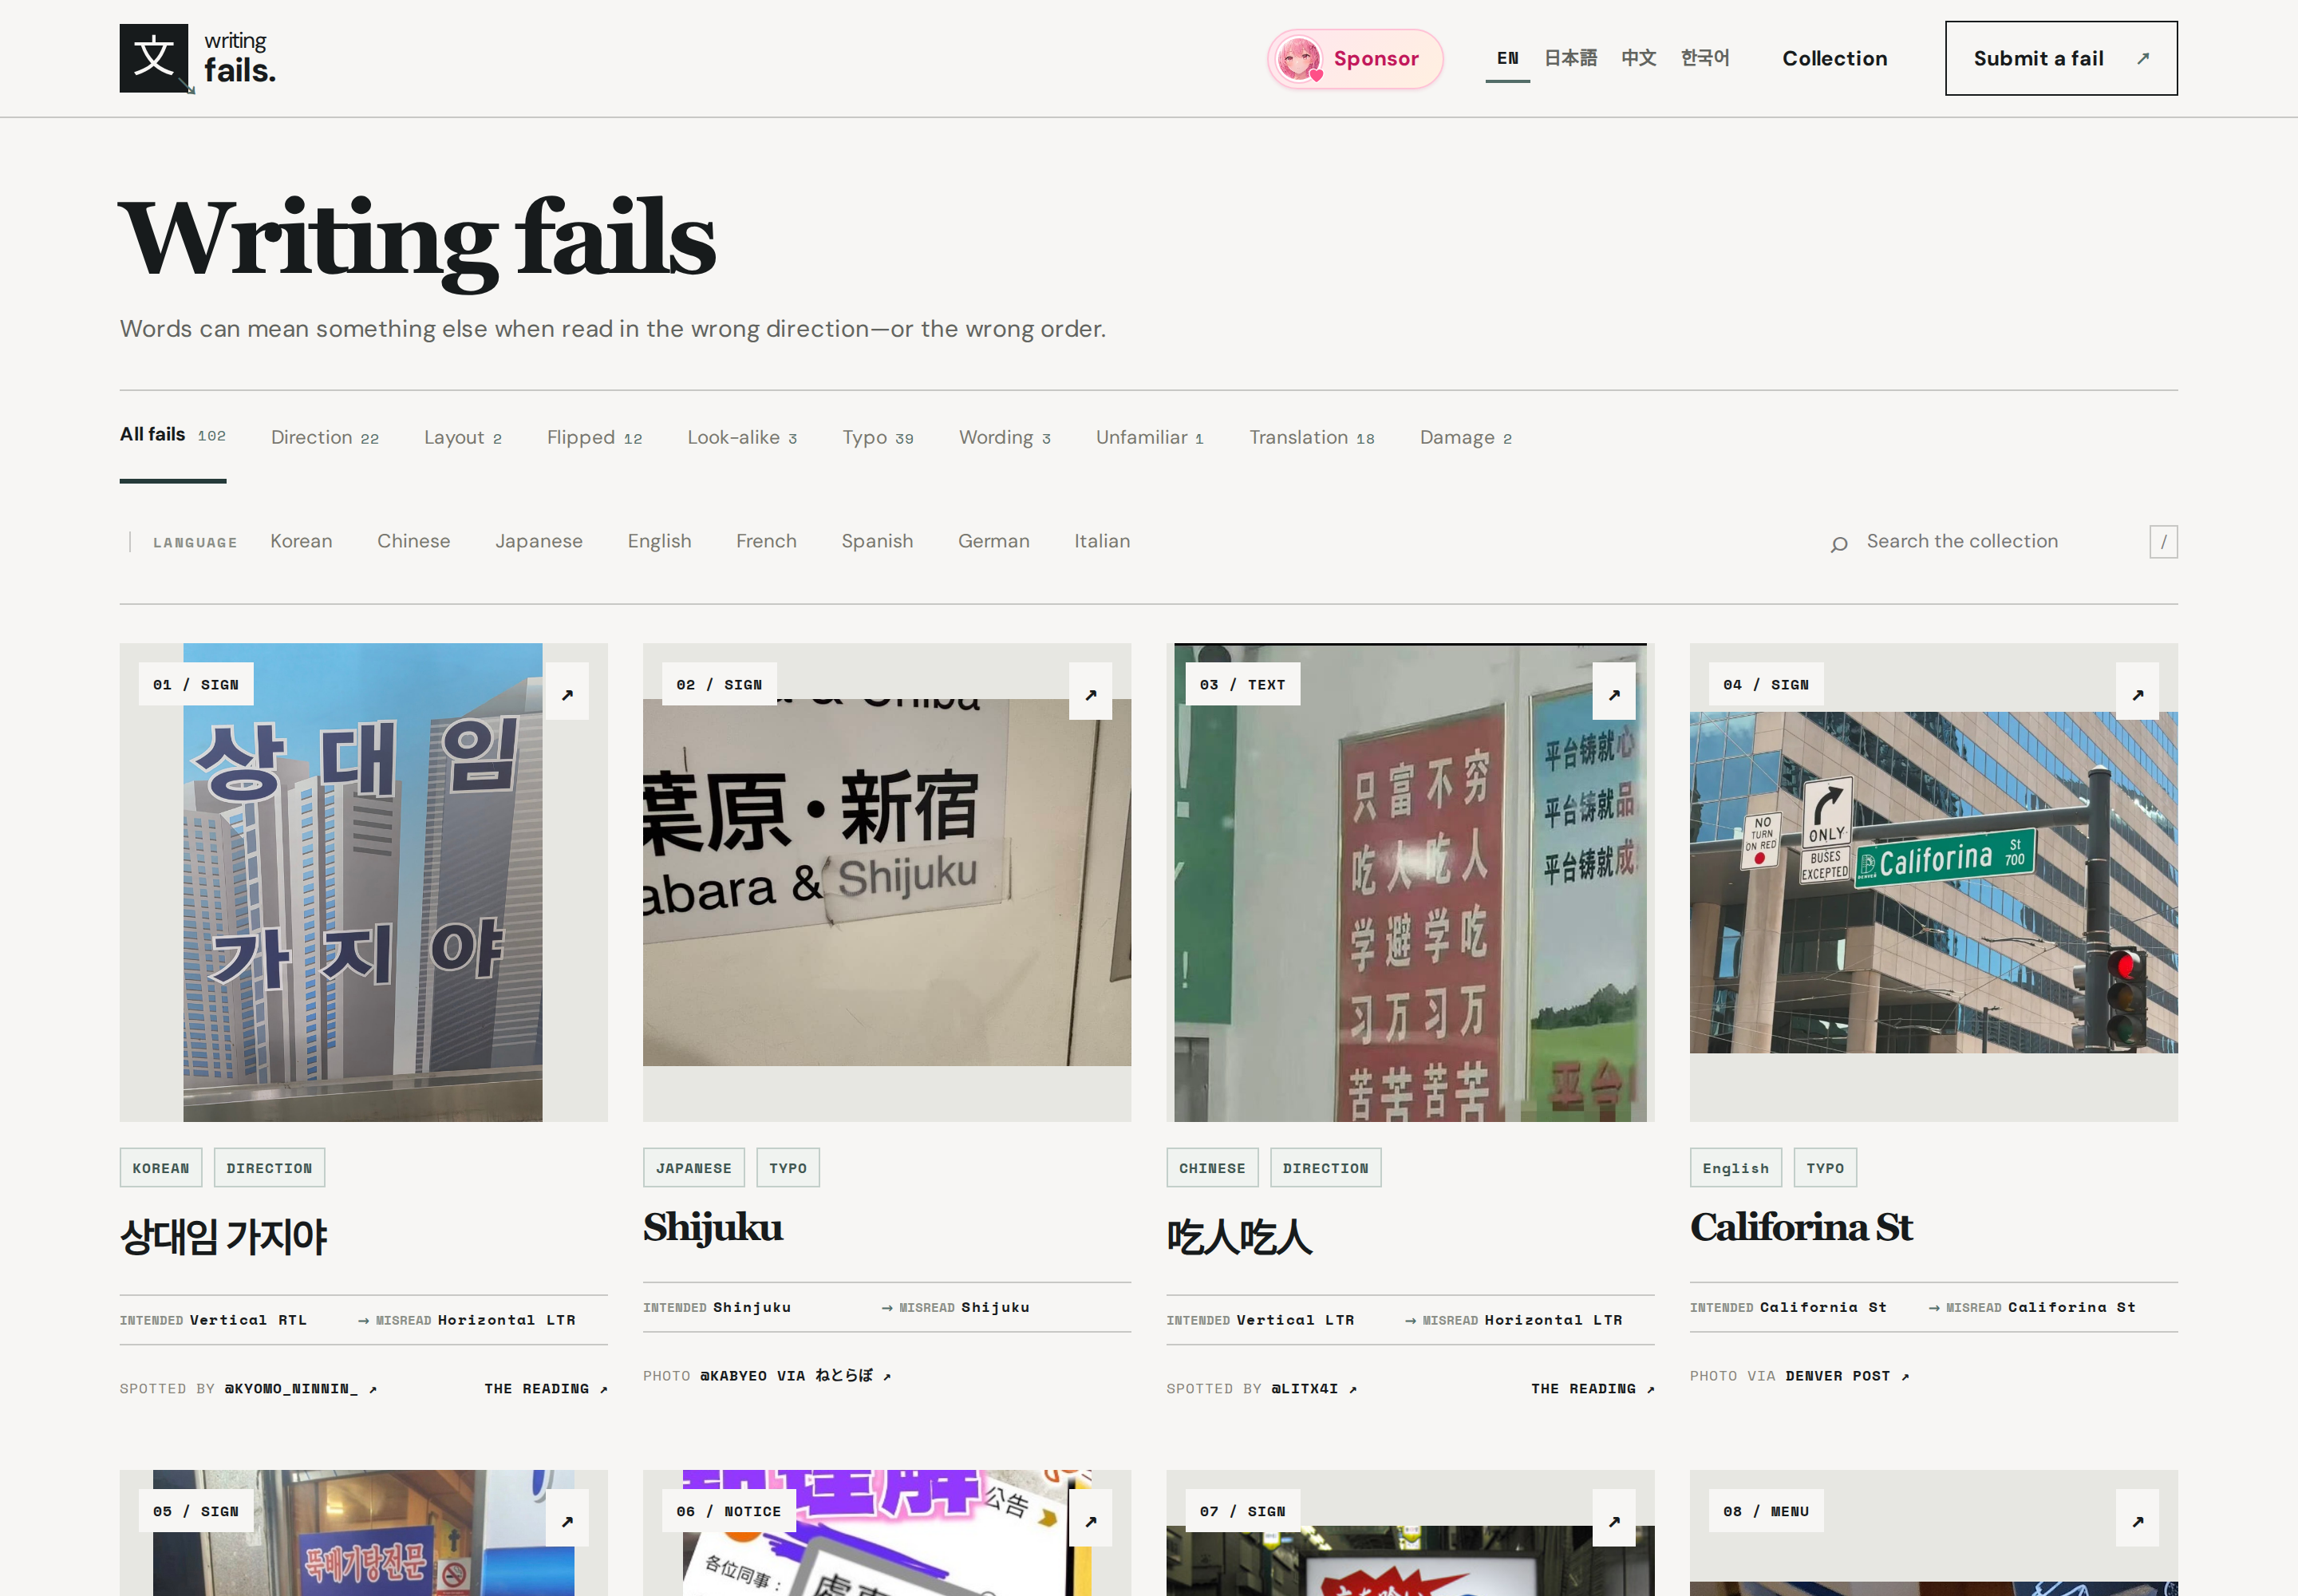 文 writing
fails.
Sponsor
EN 日本語 中文 한국어
Collection
Submit a fail ↗
Writing fails
Words can mean something else when read in the wrong direction—or the wrong order.
All fails 102
Direction 22
Layout 2
Flipped 12
Look-alike 3
Typo 39
Wording 3
Unfamiliar 1
Translation 18
Damage 2
LANGUAGE
Korean
Chinese
Japanese
English
French
Spanish
German
Italian
Search the collection /
01 / SIGN ↗
상 대 임
가 지 야
KOREAN DIRECTION
상대임 가지야
INTENDED Vertical RTL → MISREAD Horizontal LTR
SPOTTED BY @KYOMO_NINNIN_ ↗ THE READING ↗
02 / SIGN ↗
& Chiba
葉原・新宿
abara & Shijuku
JAPANESE TYPO
Shijuku
INTENDED Shinjuku → MISREAD Shijuku
PHOTO @KABYEO VIA ねとらぼ ↗
03 / TEXT ↗
只富不穷
吃人吃人
学避学吃
习万习万
苦苦苦苦
平台铸就心
平台铸就品
平台铸就成
平台
CHINESE DIRECTION
吃人吃人
INTENDED Vertical LTR → MISREAD Horizontal LTR
SPOTTED BY @LITX4I ↗ THE READING ↗
04 / SIGN ↗
NO
TURN
ON RED
ONLY
BUSES
EXCEPTED
Califorina St
700
English TYPO
Califorina St
INTENDED California St → MISREAD Califorina St
PHOTO VIA DENVER POST ↗
05 / SIGN ↗
뚝배기탕전문
06 / NOTICE ↗
理解
公告
各位同事：
07 / SIGN ↗
08 / MENU ↗